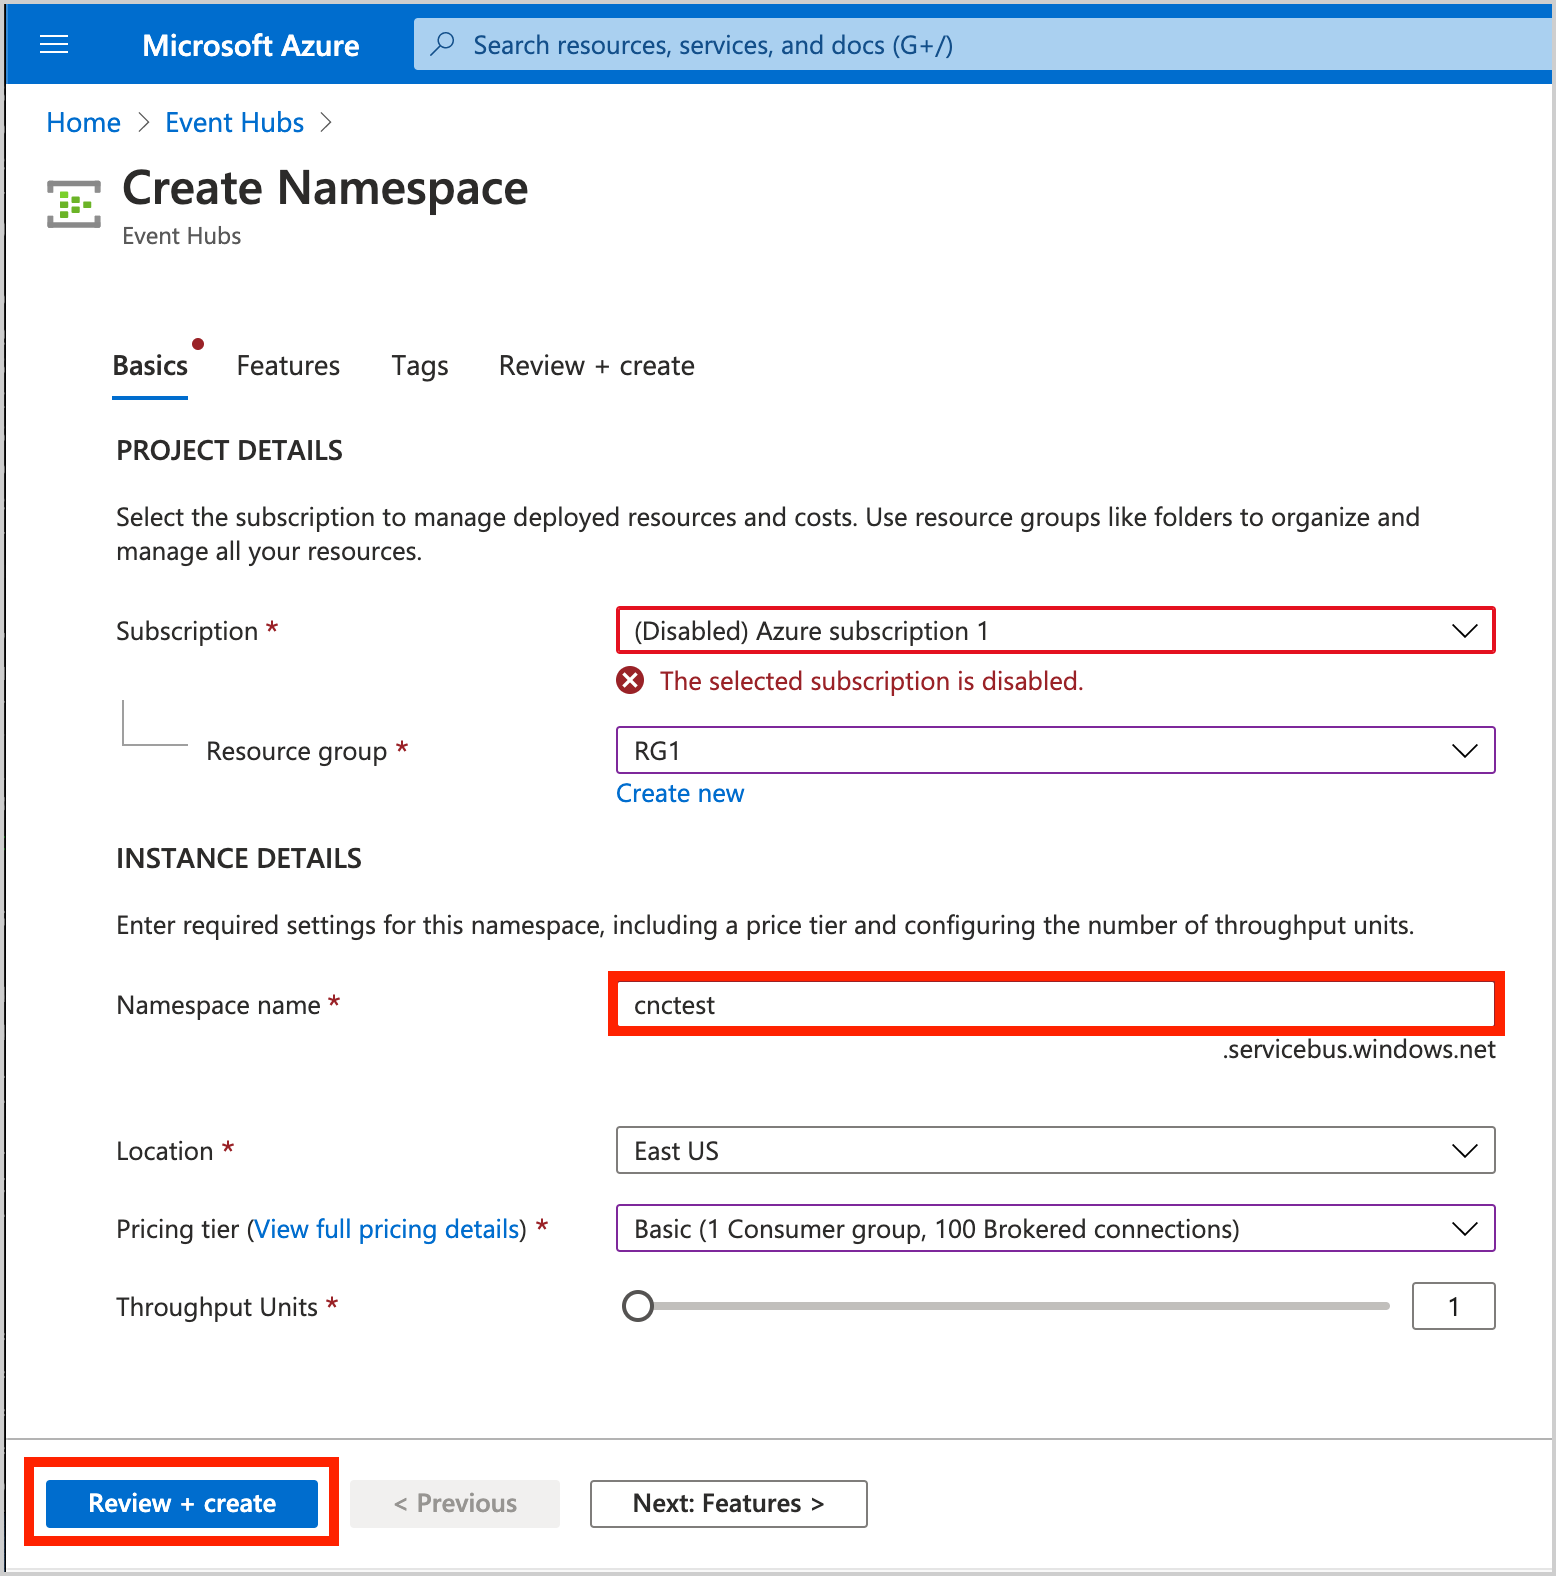 Microsoft Azure
Search resources, services, and docs (G+/)
Home > Event Hubs >
Create Namespace
Event Hubs
Basics Features Tags Review + create
PROJECT DETAILS
Select the subscription to manage deployed resources and costs. Use resource groups like folders to organize and
manage all your resources.
Subscription *
(Disabled) Azure subscription 1
The selected subscription is disabled.
Resource group *
RG1
Create new
INSTANCE DETAILS
Enter required settings for this namespace, including a price tier and configuring the number of throughput units.
Namespace name *
cnctest
.servicebus.windows.net
Location *
East US
Pricing tier (View full pricing details) *
Basic (1 Consumer group, 100 Brokered connections)
Throughput Units *
1
Review + create
< Previous
Next: Features >